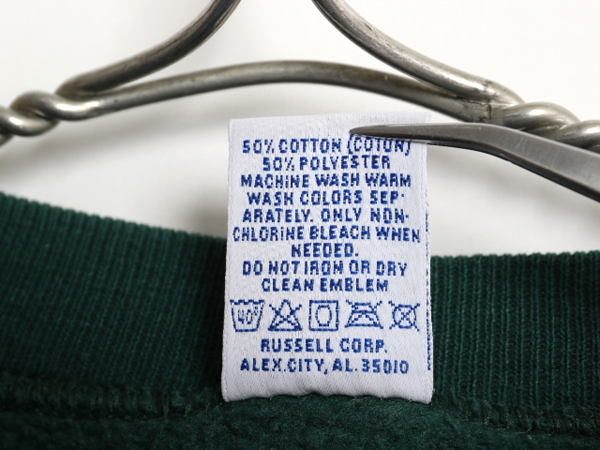 50% COTTON (COTON)
50% POLYESTER
MACHINE WASH WARM
WASH COLORS SEP-
ARATELY. ONLY NON-
CHLORINE BLEACH WHEN
NEEDED.
DO NOT IRON OR DRY
CLEAN EMBLEM
40°
RUSSELL CORP.
ALEX.CITY, AL. 35010